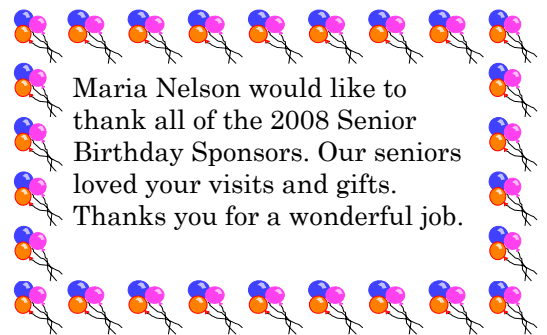 Maria Nelson would like to
thank all of the 2008 Senior
Birthday Sponsors. Our seniors
loved your visits and gifts.
Thanks you for a wonderful job.